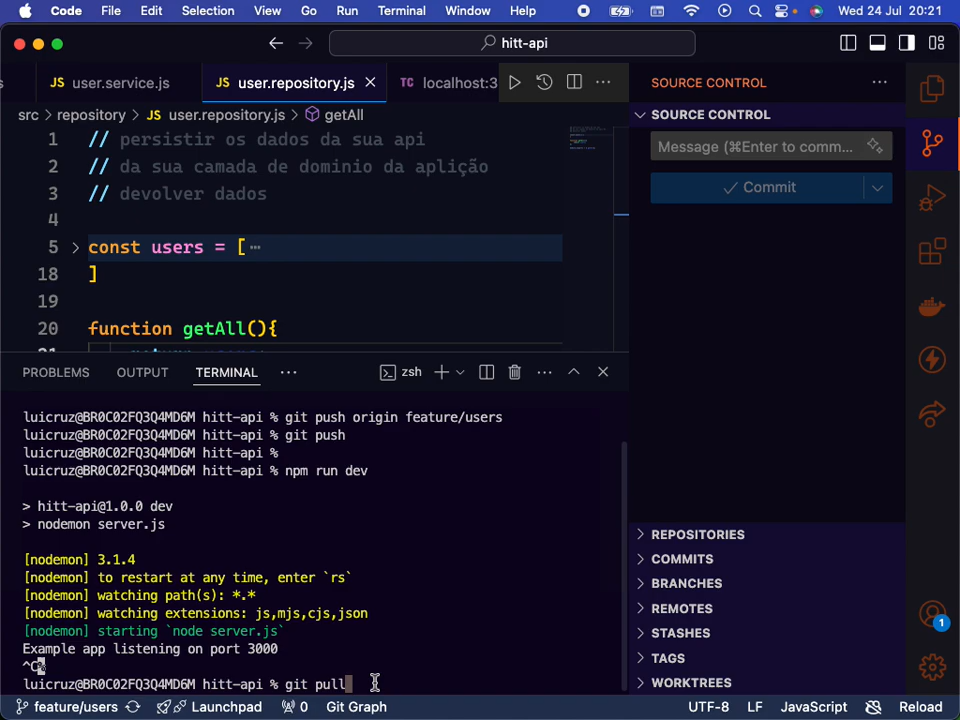 Code File Edit Selection View Go Run Terminal Window Help Wed 24 Jul 20:21
hitt-api
s JS user.service.js JS user.repository.js TC localhost:3
src > repository > JS user.repository.js > getAll
1 // persistir os dados da sua api
2 // da sua camada de dominio da aplição
3 // devolver dados
4
5 const users = [ ⋯
18 ]
19
20 function getAll(){
SOURCE CONTROL
SOURCE CONTROL
Message (⌘Enter to comm...
Commit
PROBLEMS OUTPUT TERMINAL ··· zsh
luicruz@BR0C02FQ3Q4MD6M hitt-api % git push origin feature/users
luicruz@BR0C02FQ3Q4MD6M hitt-api % git push
luicruz@BR0C02FQ3Q4MD6M hitt-api %
luicruz@BR0C02FQ3Q4MD6M hitt-api % npm run dev
> hitt-api@1.0.0 dev
> nodemon server.js
[nodemon] 3.1.4
[nodemon] to restart at any time, enter `rs`
[nodemon] watching path(s): *.*
[nodemon] watching extensions: js,mjs,cjs,json
[nodemon] starting `node server.js`
Example app listening on port 3000
^C%
luicruz@BR0C02FQ3Q4MD6M hitt-api % git pull
REPOSITORIES
COMMITS
BRANCHES
REMOTES
STASHES
TAGS
WORKTREES
1
feature/users Launchpad 0 Git Graph UTF-8 LF JavaScript Reload